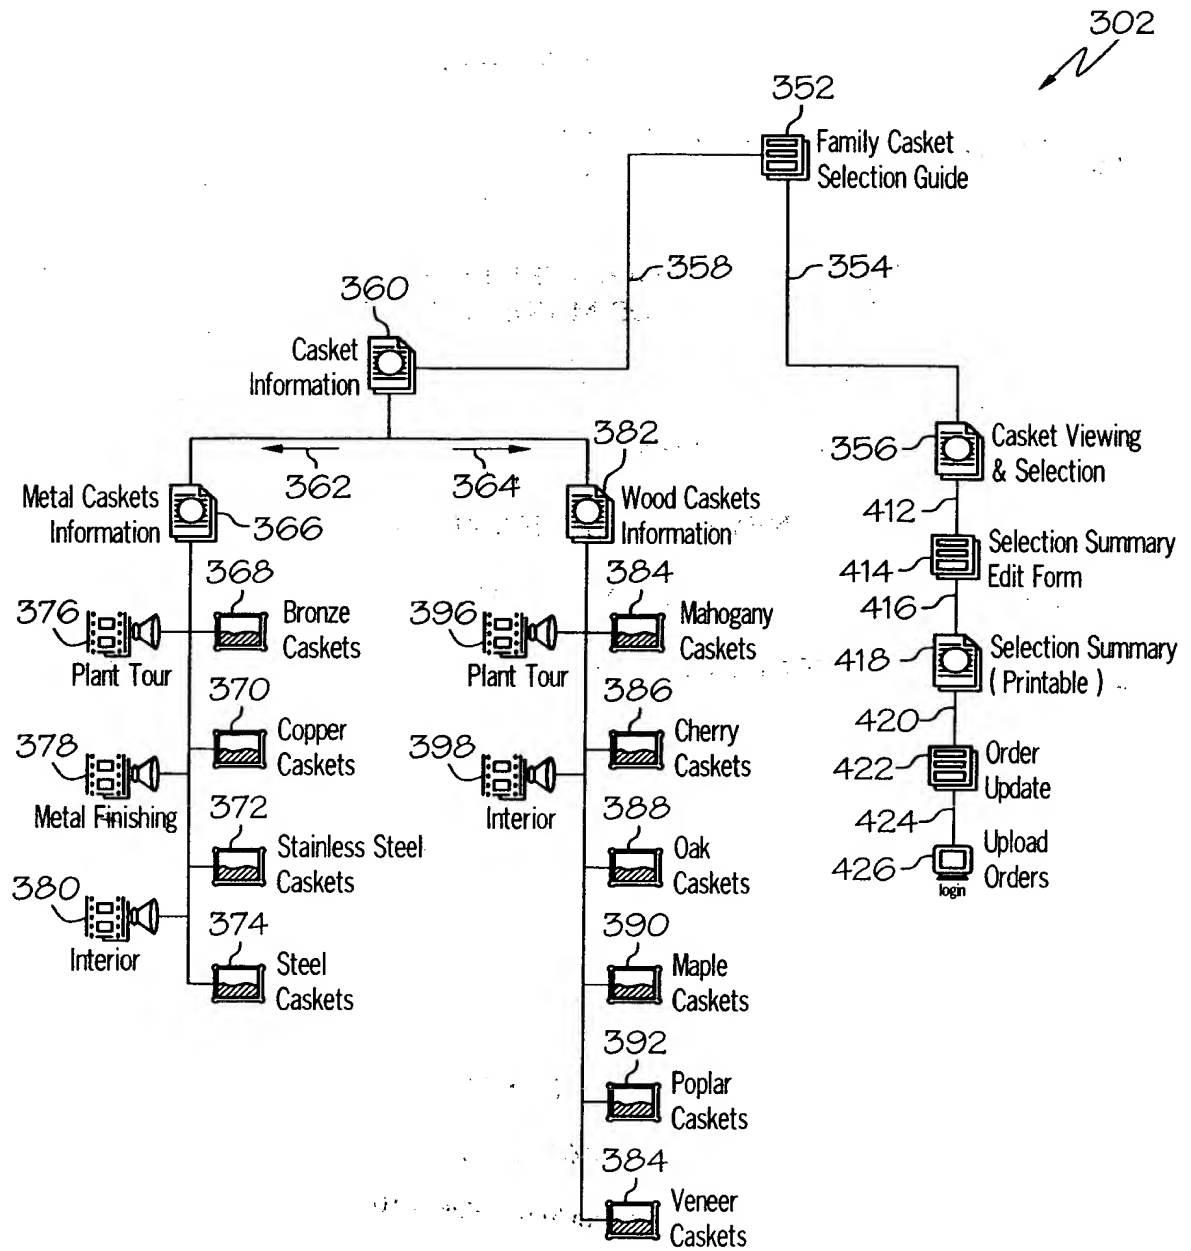 302
352
Family Casket
Selection Guide
358
354
360
Casket
Information
362
364
382
356
Casket Viewing
& Selection
Metal Caskets
Information
366
Wood Caskets
Information
412
414
Selection Summary
Edit Form
416
368
Bronze
Caskets
376
Plant Tour
384
Mahogany
Caskets
396
Plant Tour
418
Selection Summary
( Printable )
420
370
Copper
Caskets
378
Metal Finishing
386
Cherry
Caskets
398
Interior
422
Order
Update
424
372
Stainless Steel
Caskets
388
Oak
Caskets
426
login
Upload
Orders
380
Interior
374
Steel
Caskets
390
Maple
Caskets
392
Poplar
Caskets
384
Veneer
Caskets